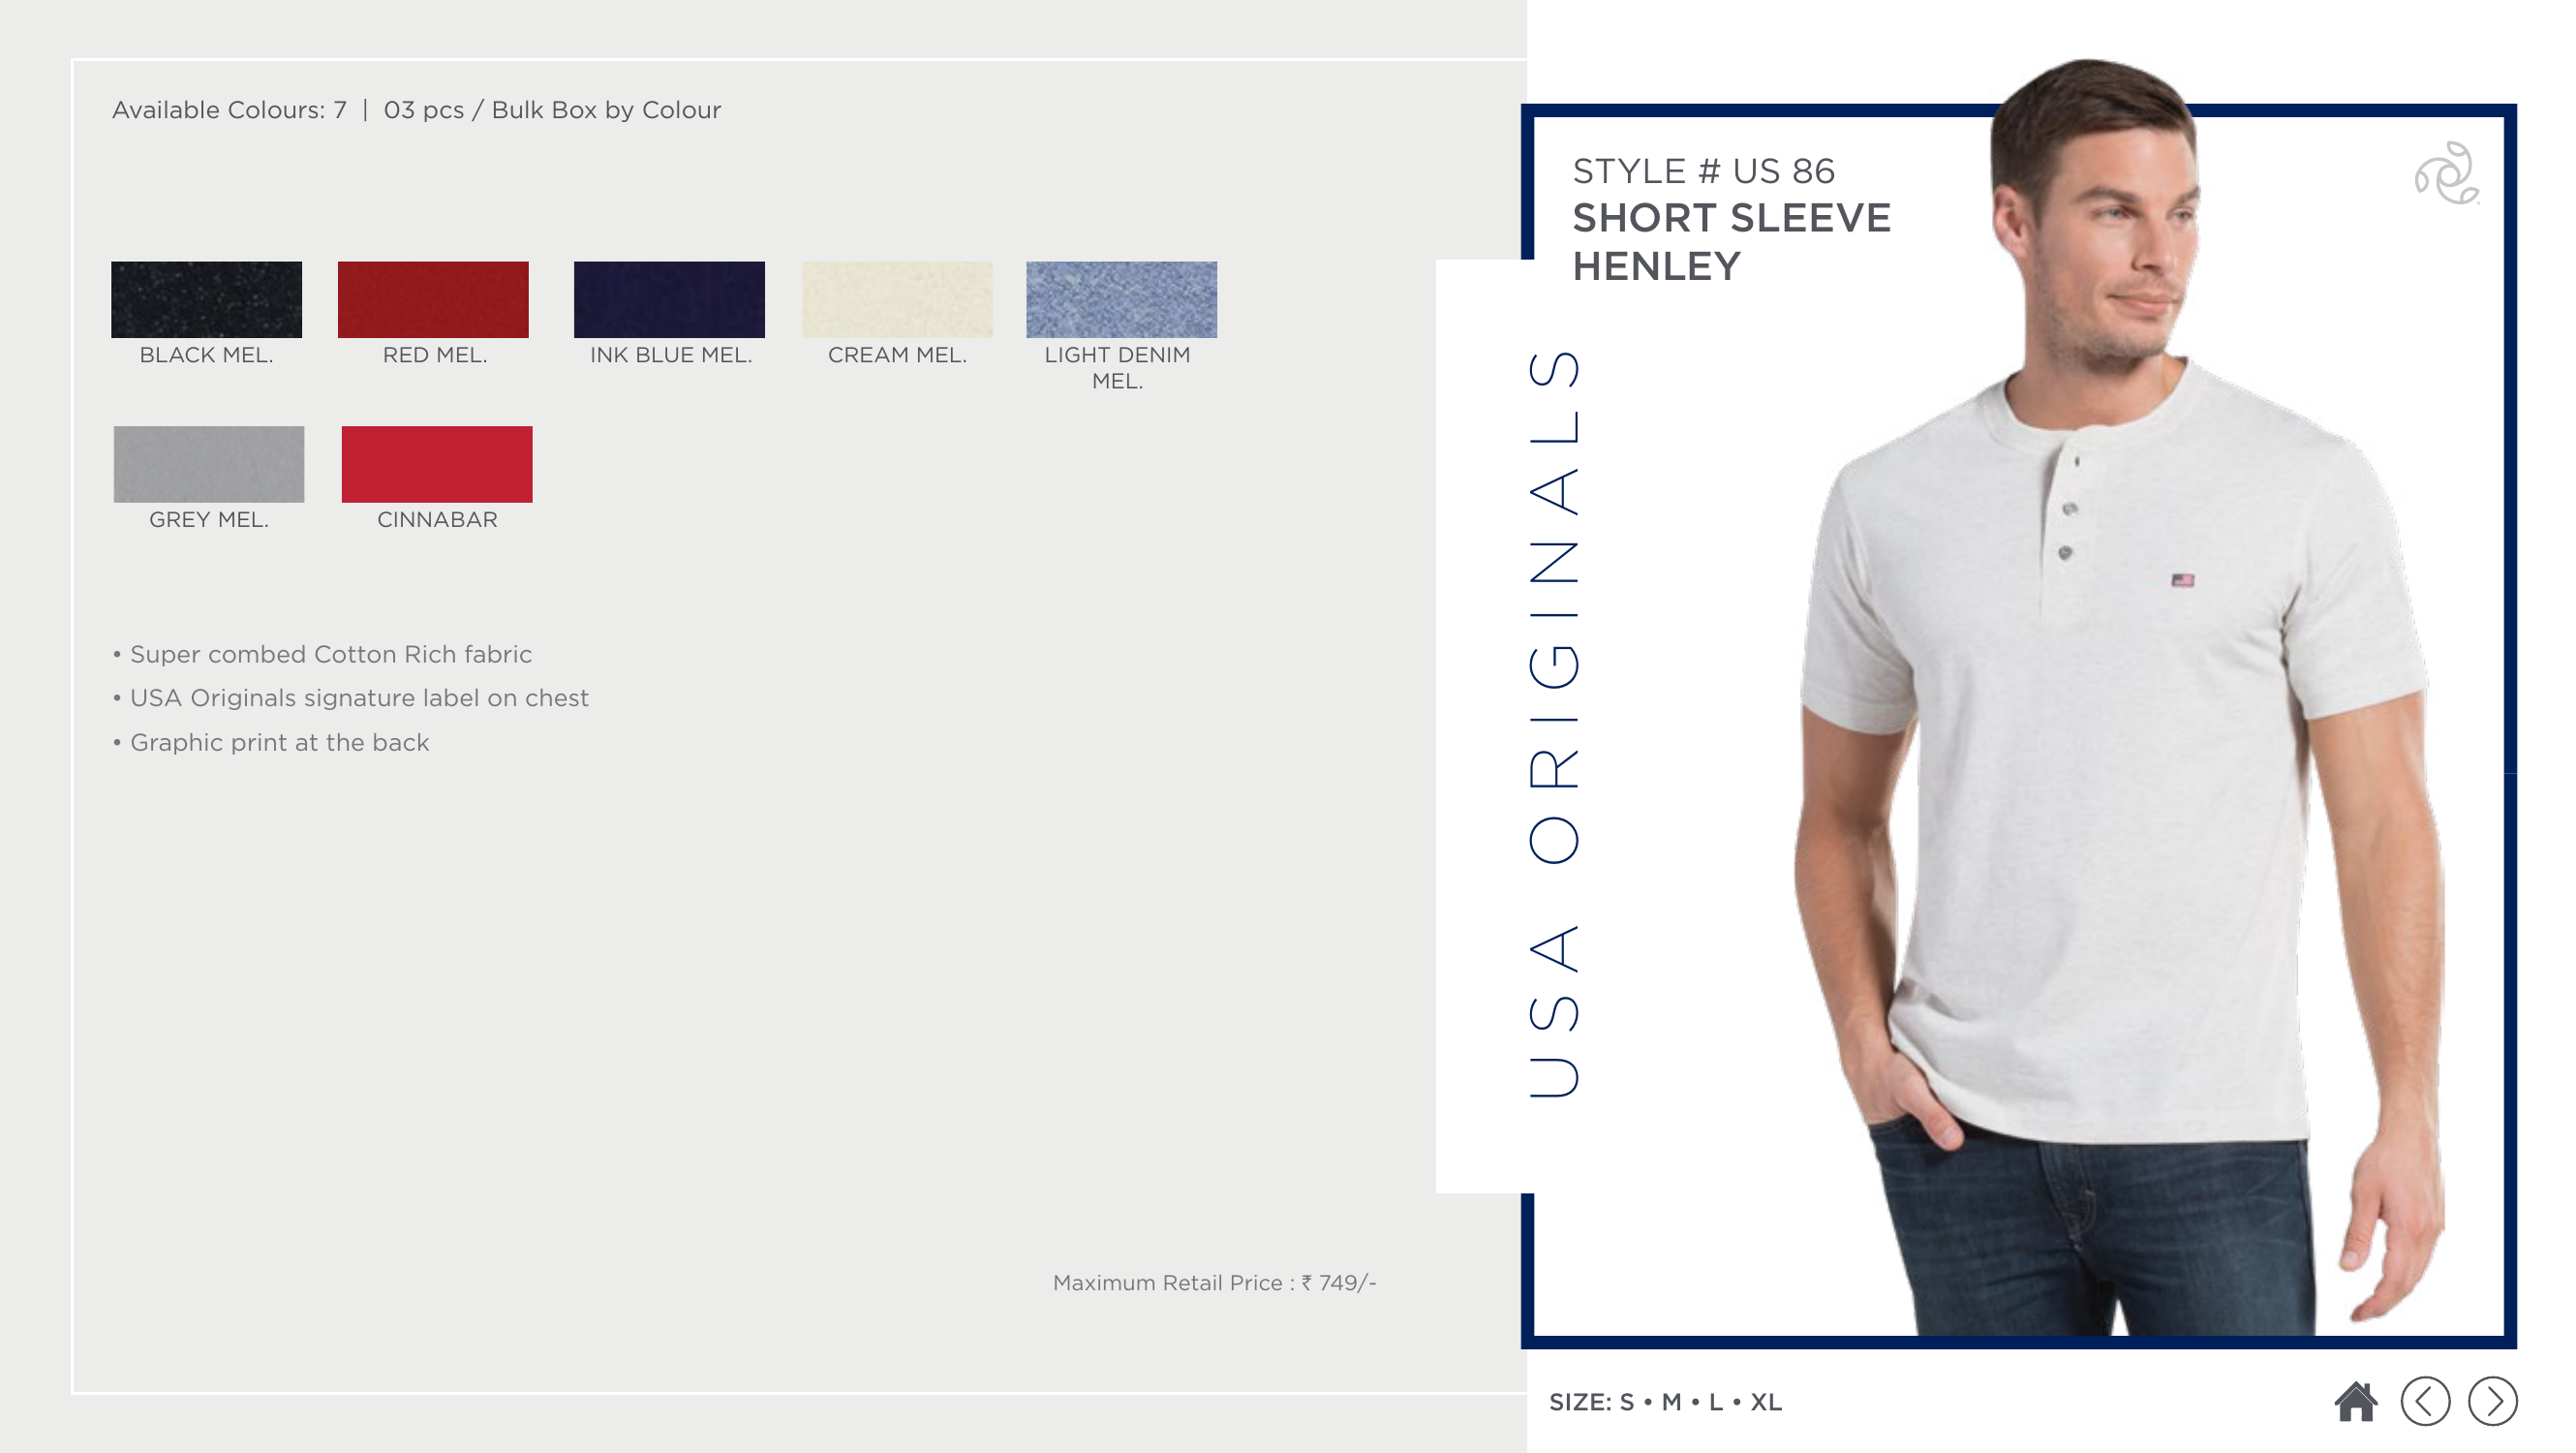 Available Colours: 7 | 03 pcs / Bulk Box by Colour
BLACK MEL.
RED MEL.
INK BLUE MEL.
CREAM MEL.
LIGHT DENIM
MEL.
GREY MEL.
CINNABAR
• Super combed Cotton Rich fabric
• USA Originals signature label on chest
• Graphic print at the back
Maximum Retail Price : ₹ 749/-
STYLE # US 86
SHORT SLEEVE
HENLEY
USA ORIGINALS
SIZE: S • M • L • XL